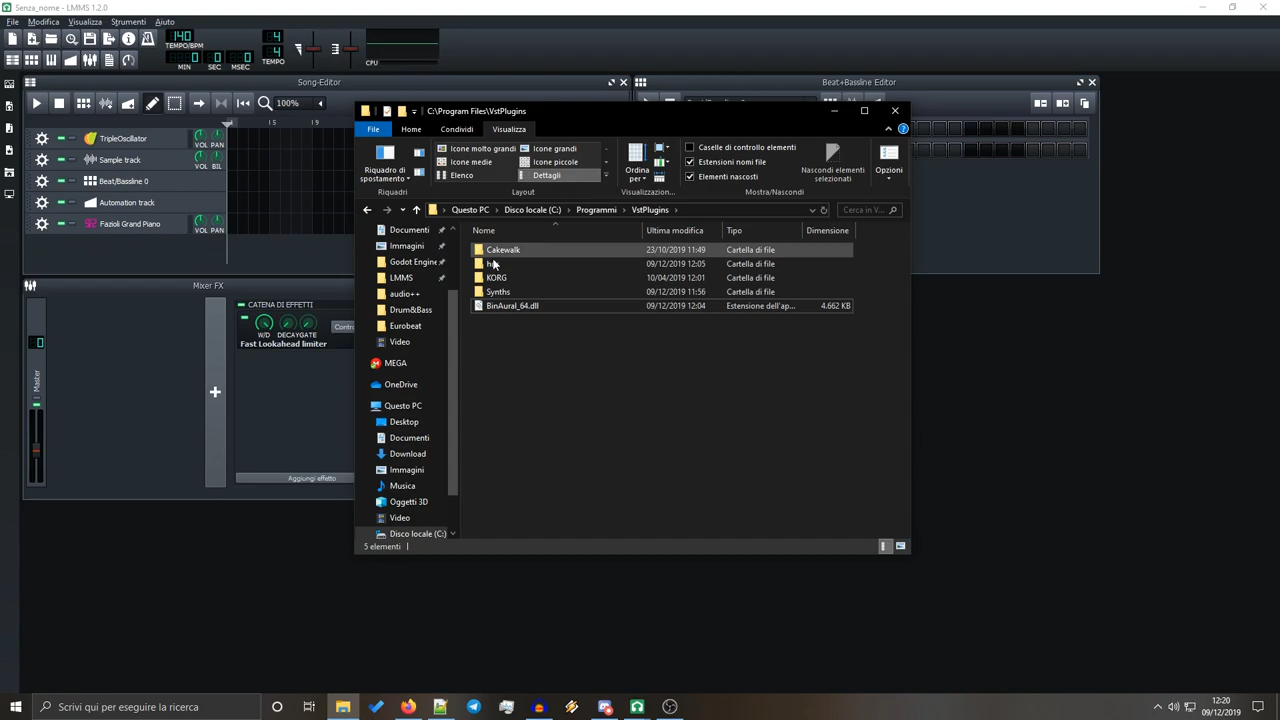 Senza_nome - LMMS 1.2.0
File Modifica Visualizza Strumenti Aiuto
140
TEMPO/BPM
4
4
TEMPO
0 0 0
MIN SEC MSEC
CPU
Song-Editor
Beat+Bassline Editor
100%
5 9
TripleOscillator
VOL PAN
Sample track
VOL PAN
Beat/Bassline 0
Automation track
Fazioli Grand Piano
VOL BIL
Mixer FX
0
Master
CATENA DI EFFETTI
W/D DECAY GATE
Fast Lookahead limiter
Aggiungi effetto
C:\Program Files\VstPlugins
File Home Condividi Visualizza
Riquadro di spostamento
Riquadri
Icone molto grandi Icone grandi
Icone medie Icone piccole
Elenco Dettagli
Layout
Ordina per
Visualizzazion...
Caselle di controllo elementi
Estensioni nomi file
Elementi nascosti
Nascondi elementi selezionati
Mostra/Nascondi
Opzioni
Questo PC > Disco locale (C:) > Programmi > VstPlugins >
Cerca in V...
Nome Ultima modifica Tipo Dimensione
Cakewalk 23/10/2019 11:49 Cartella di file
09/12/2019 12:05 Cartella di file
KORG 10/04/2019 12:01 Cartella di file
Synths 09/12/2019 11:56 Cartella di file
BinAural_64.dll 09/12/2019 12:04 Estensione dell'ap... 4.662 KB
Documenti
Immagini
Godot Engine
LMMS
audio++
Drum&Bass
Eurobeat
Video
MEGA
OneDrive
Questo PC
Desktop
Documenti
Download
Immagini
Musica
Oggetti 3D
Video
Disco locale (C:)
5 elementi
Scrivi qui per eseguire la ricerca
12:20
09/12/2019